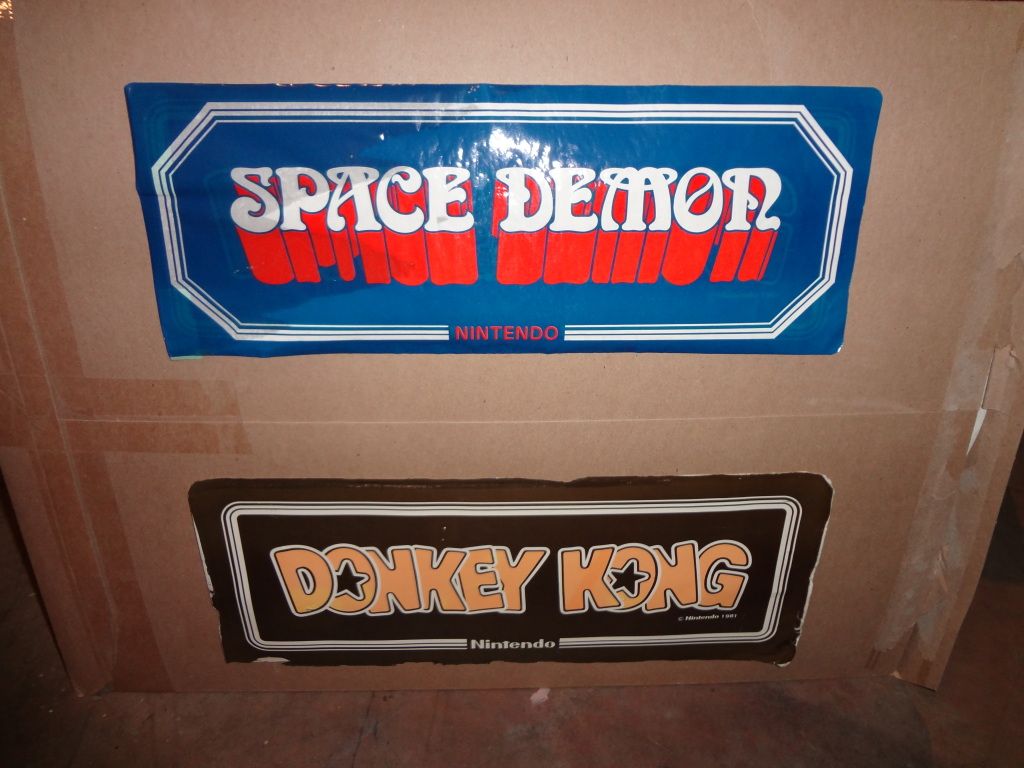 SPACE DEMON
NINTENDO
DONKEY KONG
© Nintendo 1981
Nintendo